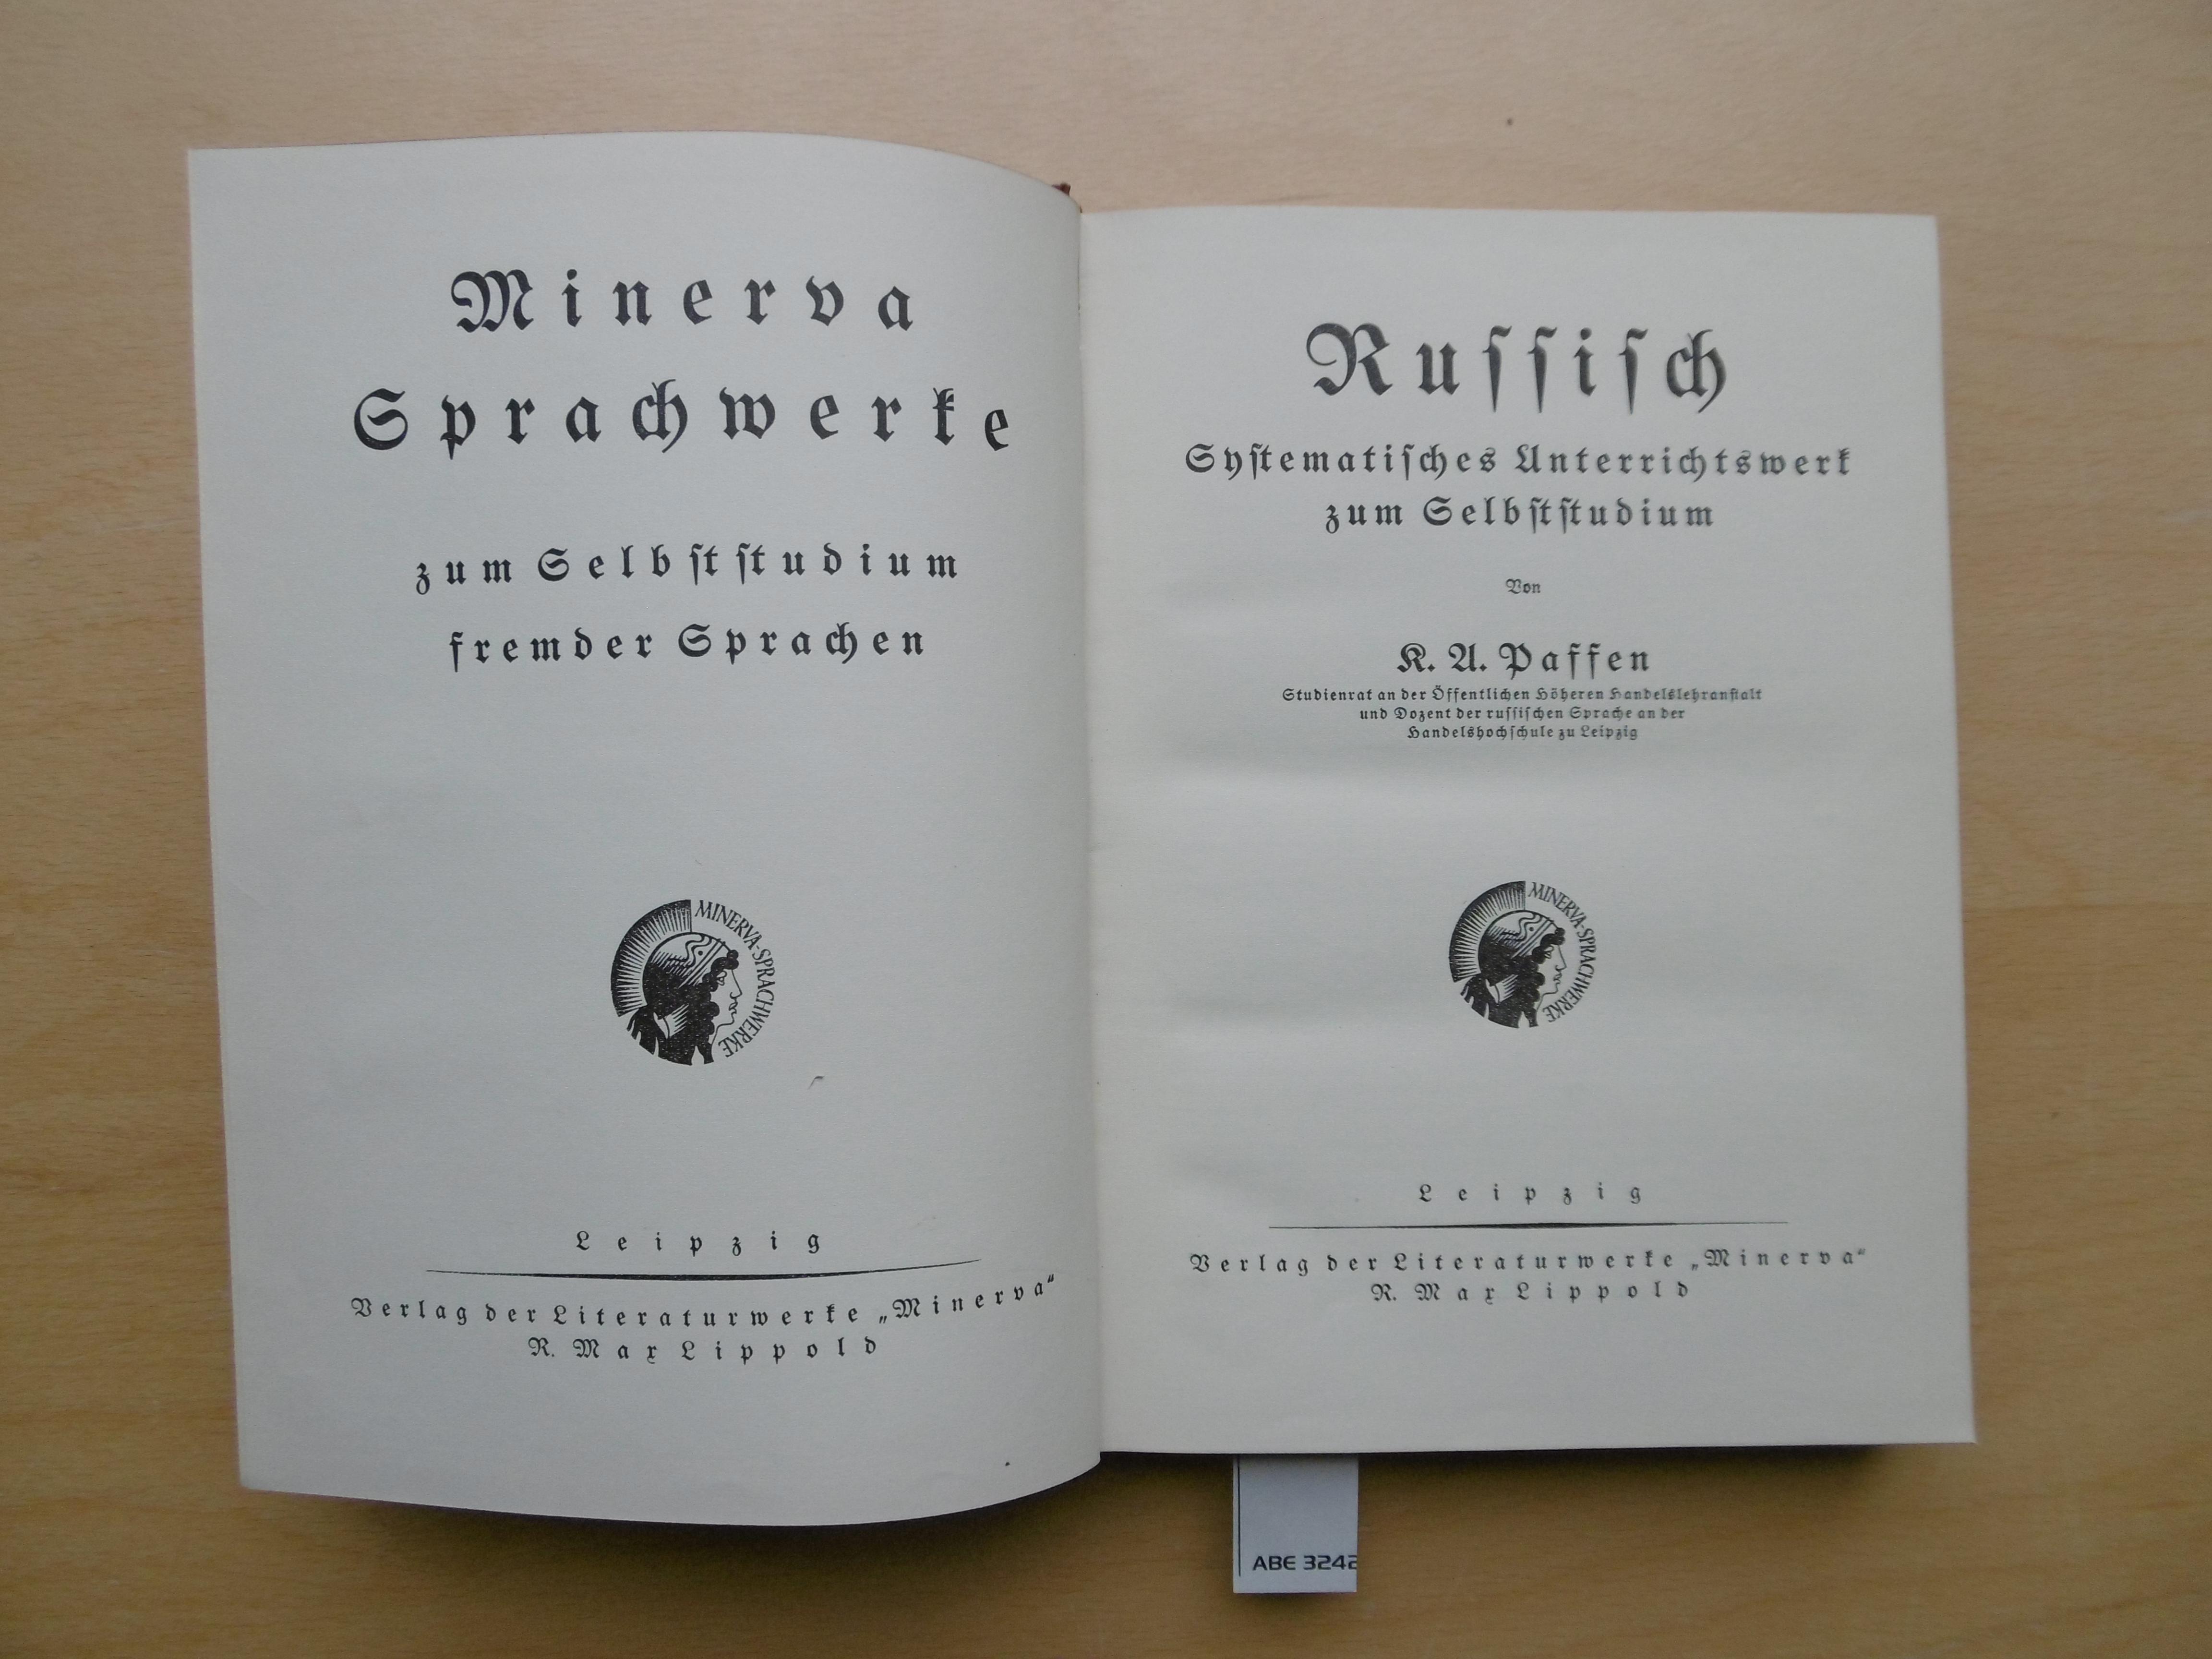 Minerva
Sprachwerke
zum Selbſtſtudium
fremder Sprachen
MINERVA-SPRACHWERKE
Leipzig
Verlag der Literaturwerke „Minerva“
R. Max Lippold
Ruſſiſch
Syſtematiſches Unterrichtswerk
zum Selbſtſtudium
Von
K. A. Paffen
Studienrat an der Öffentlichen Höheren Handelslehranſtalt
und Dozent der ruſſiſchen Sprache an der
Handelshochſchule zu Leipzig
MINERVA-SPRACHWERKE
Leipzig
Verlag der Literaturwerke „Minerva“
R. Max Lippold
ABE 3242